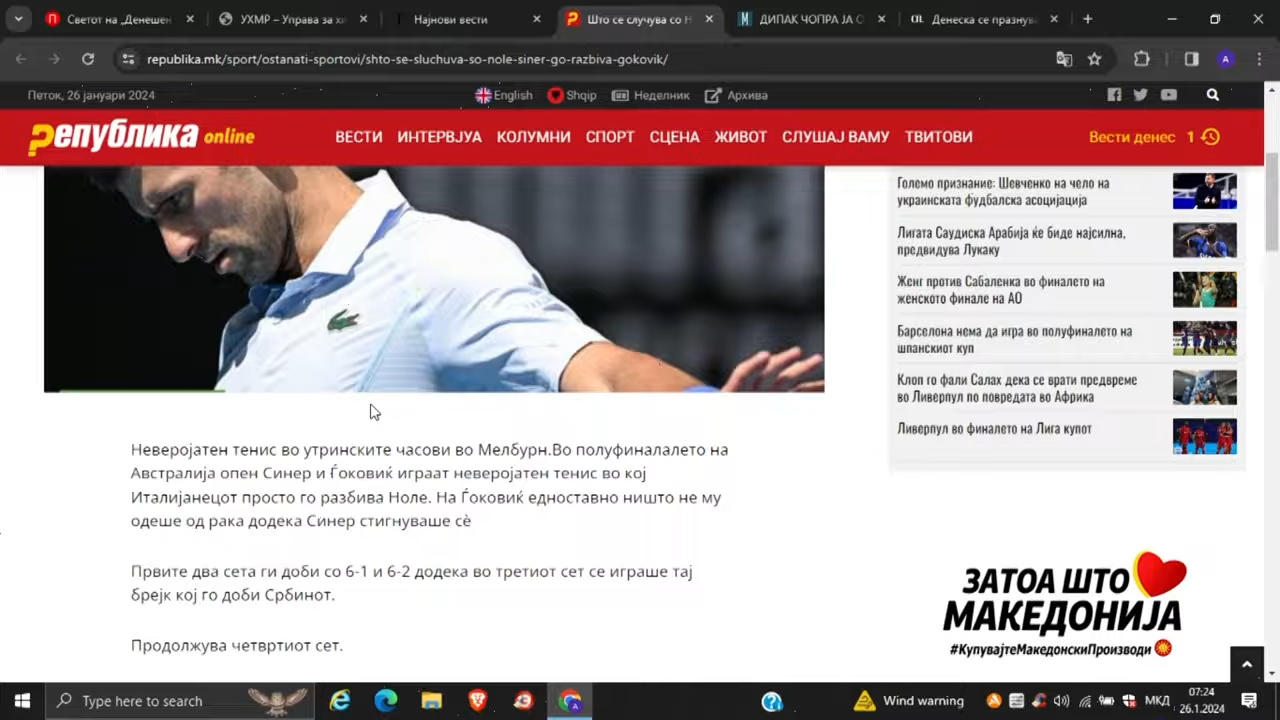 Светот на „Денешен
УХМР – Управа за хи
Најнови вести
Што се случува со Н
ДИПАК ЧОПРА ЈА С
Денеска се празнува
republika.mk/sport/ostanati-sportovi/shto-se-sluchuva-so-nole-siner-go-razbiva-gokovik/
Петок, 26 јануари 2024
English
Shqip
Неделник
Архива
Република online
ВЕСТИ ИНТЕРВЈУА КОЛУМНИ СПОРТ СЦЕНА ЖИВОТ СЛУШАЈ ВАМУ ТВИТОВИ
Вести денес 1
Големо признание: Шевченко на чело на
украинската фудбалска асоцијација
Лигата Саудиска Арабија ќе биде најсилна,
предвидува Лукаку
Женг против Сабаленка во финалето на
женското финале на АО
Барселона нема да игра во полуфиналето на
шпанскиот куп
Клоп го фали Салах дека се врати предвреме
во Ливерпул по повредата во Африка
Ливерпул во финалето на Лига купот
Неверојатен тенис во утринските часови во Мелбурн.Во полуфиналалето на
Австралија опен Синер и Ѓоковиќ играат неверојатен тенис во кој
Италијанецот просто го разбива Ноле. На Ѓоковиќ едноставно ништо не му
одеше од рака додека Синер стигнуваше сѐ
Првите два сета ги доби со 6-1 и 6-2 додека во третиот сет се играше тај
брејк кој го доби Србинот.
Продолжува четвртиот сет.
ЗАТОА ШТО
МАКЕДОНИЈА
#КупувајтеМакедонскиПроизводи
Type here to search
Wind warning
МКД
07:24
26.1.2024